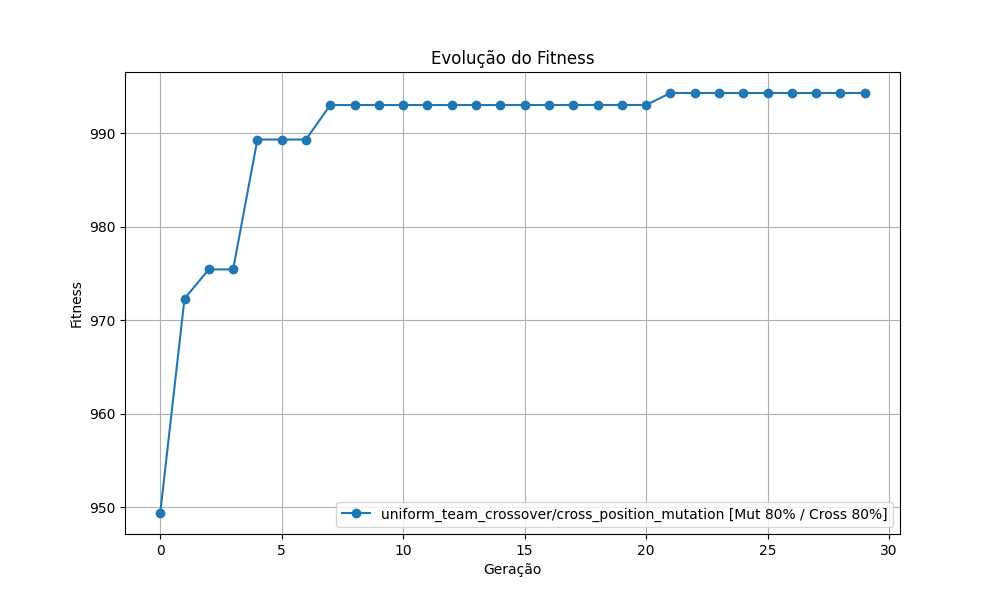 Evolução do Fitness
Fitness
990
980
970
960
950
uniform_team_crossover/cross_position_mutation [Mut 80% / Cross 80%]
0 5 10 15 20 25 30
Geração